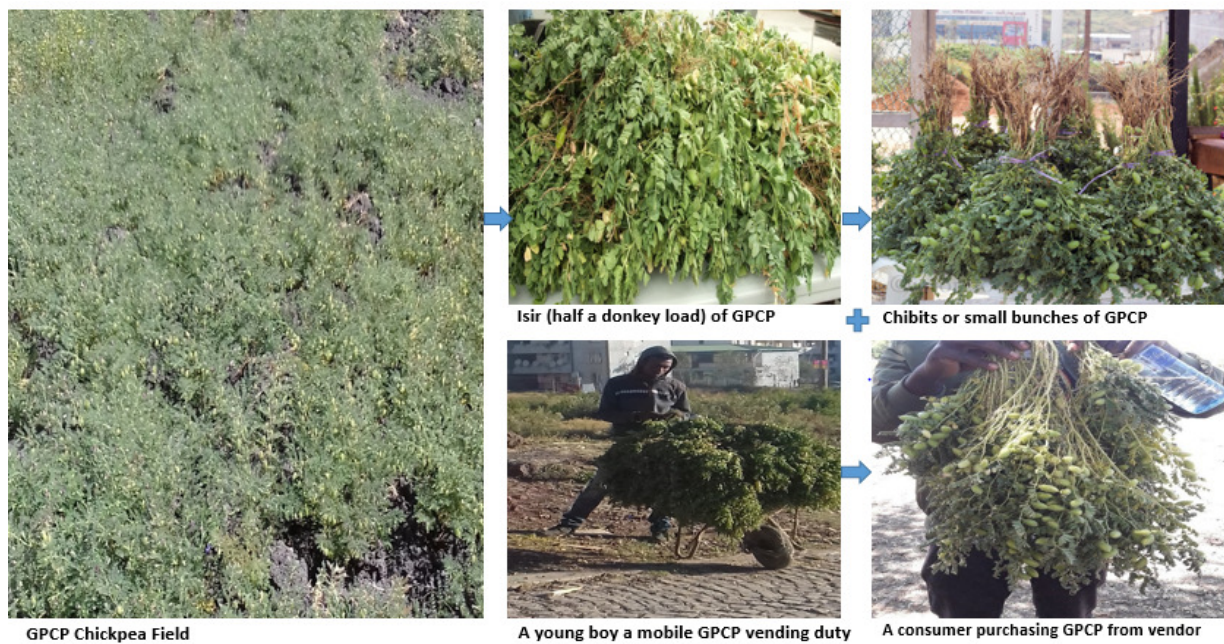 Isir (half a donkey load) of GPCP
Chibits or small bunches of GPCP
GPCP Chickpea Field
A young boy a mobile GPCP vending duty
A consumer purchasing GPCP from vendor